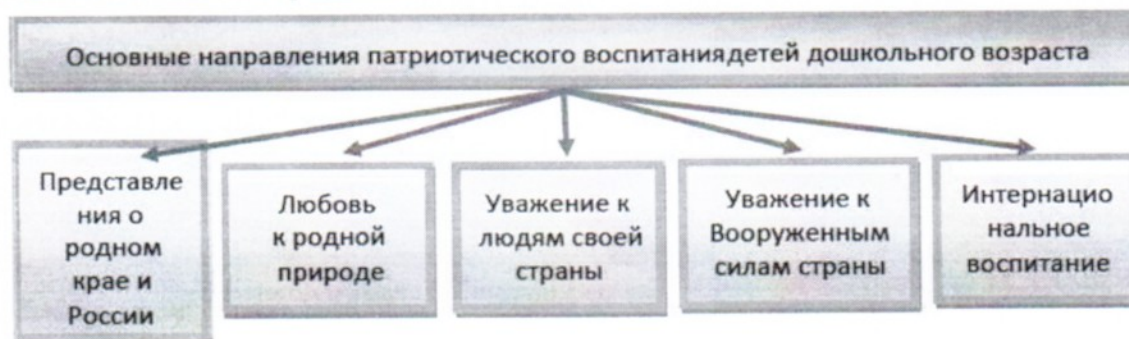 Основные направления патриотического воспитаниядетей дошкольного возраста
Представле
ния о
родном
крае и
России
Любовь
к родной
природе
Уважение к
людям своей
страны
Уважение к
Вооруженным
силам страны
Интернацио
нальное
воспитание